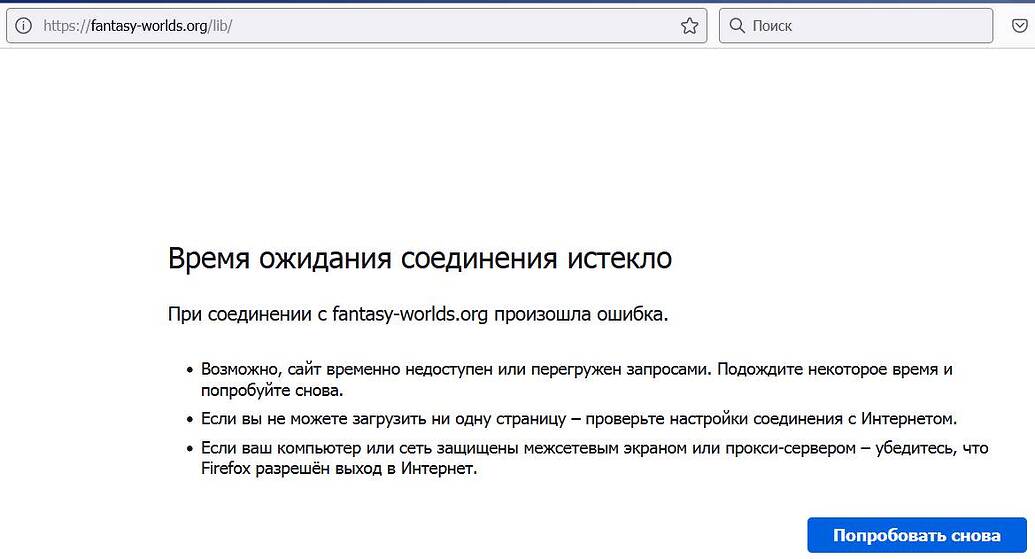 https://fantasy-worlds.org/lib/
Поиск
Время ожидания соединения истекло
При соединении с fantasy-worlds.org произошла ошибка.
• Возможно, сайт временно недоступен или перегружен запросами. Подождите некоторое время и
попробуйте снова.
• Если вы не можете загрузить ни одну страницу – проверьте настройки соединения с Интернетом.
• Если ваш компьютер или сеть защищены межсетевым экраном или прокси-сервером – убедитесь, что
Firefox разрешён выход в Интернет.
Попробовать снова